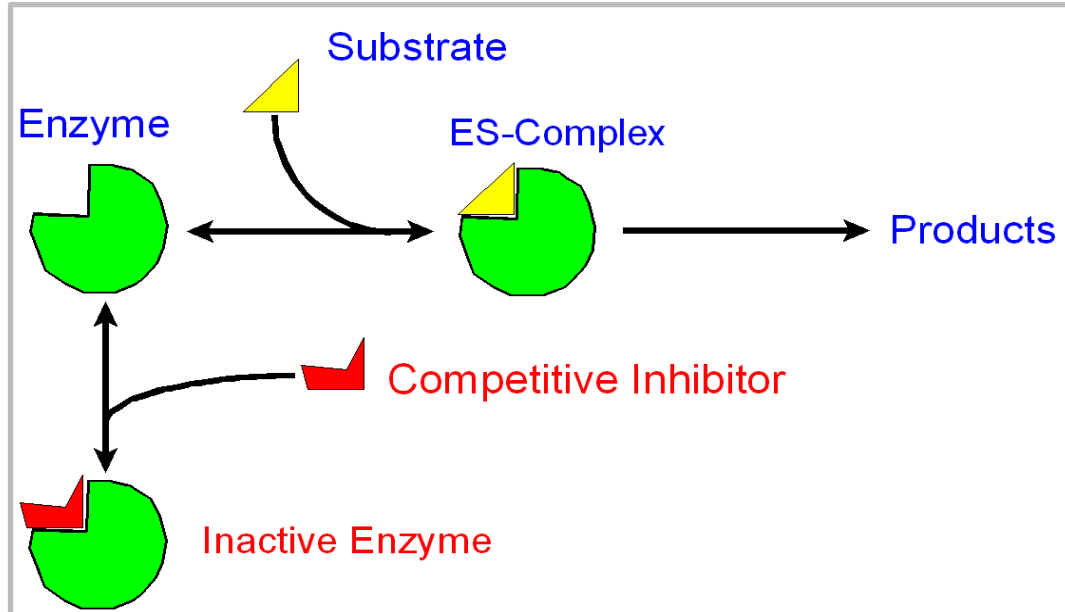 Substrate
Enzyme
ES-Complex
Products
Competitive Inhibitor
Inactive Enzyme